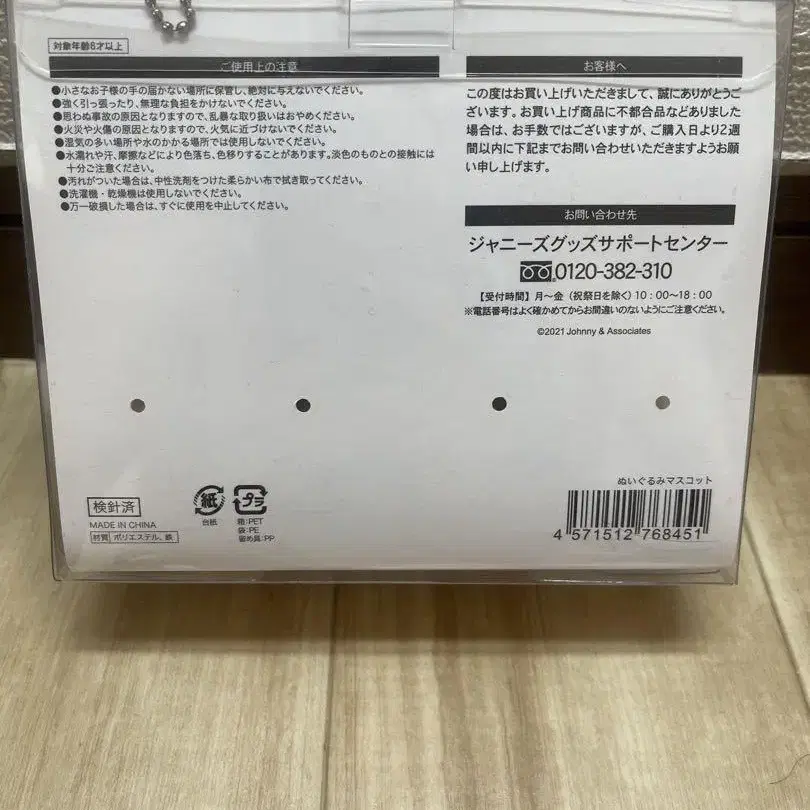 対象年齢6才以上
ご使用上の注意
●小さなお子様の手の届かない場所に保管し、絶対に与えないでください。
●強く引っ張ったり、無理な負担をかけないでください。
●思わぬ事故の原因となりますので、乱暴な取り扱いはおやめください。
●火災や火傷の原因となりますので、火気に近づけないでください。
●湿気の多い場所や水のかかる場所では使用しないでください。
●水濡れや汗、摩擦などにより色落ち、色移りすることがあります。淡色のものとの接触には
十分ご注意ください。
●汚れがついた場合は、中性洗剤をつけた柔らかい布で拭き取ってください。
●洗濯機・乾燥機は使用しないでください。
●万一破損した場合は、すぐに使用を中止してください。
お客様へ
この度はお買い上げいただきまして、誠にありがとうご
ざいます。お買い上げ商品に不都合品などありました
場合は、お手数ではございますが、ご購入日より2週
間以内に下記までお問い合わせいただきますようお願
い申し上げます。
お問い合わせ先
ジャニーズグッズサポートセンター
0120-382-310
【受付時間】月〜金(祝祭日を除く)10:00〜18:00
※電話番号はよく確かめてからお間違いのないようにご注意ください。
©2021 Johnny & Associates
検針済
MADE IN CHINA
材質 ポリエステル、鉄
紙
台紙
プラ
箱:PET
袋:PE
留め具:PP
ぬいぐるみマスコット
4 571512 768451